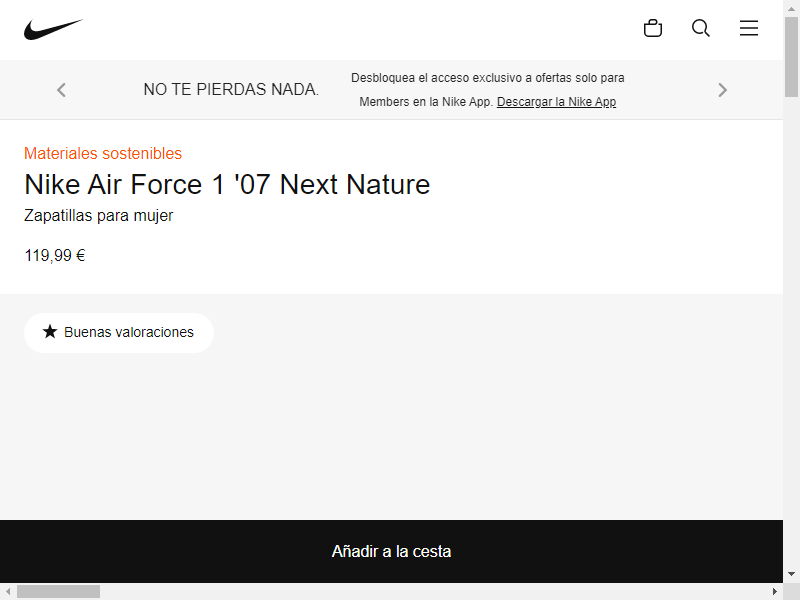 NO TE PIERDAS NADA.
Desbloquea el acceso exclusivo a ofertas solo para
Members en la Nike App. Descargar la Nike App
Materiales sostenibles
Nike Air Force 1 '07 Next Nature
Zapatillas para mujer
119,99 €
Buenas valoraciones
Añadir a la cesta